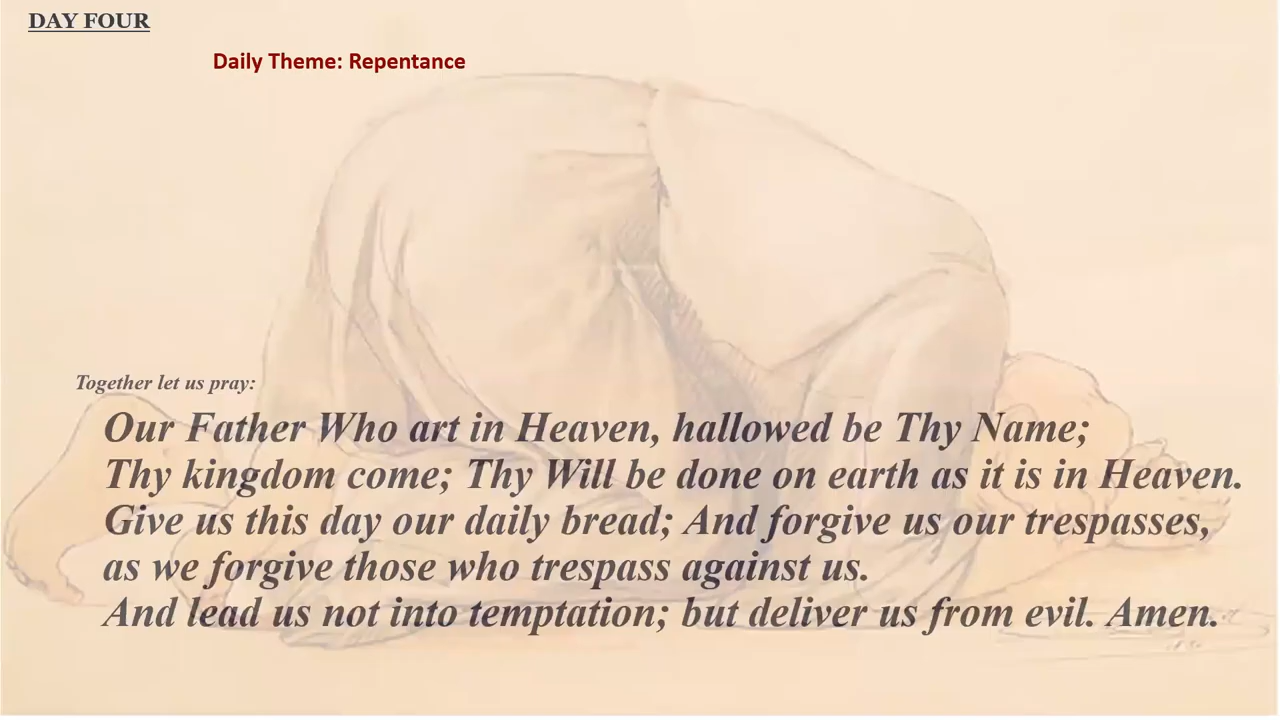 DAY FOUR
Daily Theme: Repentance
Together let us pray:
Our Father Who art in Heaven, hallowed be Thy Name;
Thy kingdom come; Thy Will be done on earth as it is in Heaven.
Give us this day our daily bread; And forgive us our trespasses,
as we forgive those who trespass against us.
And lead us not into temptation; but deliver us from evil. Amen.